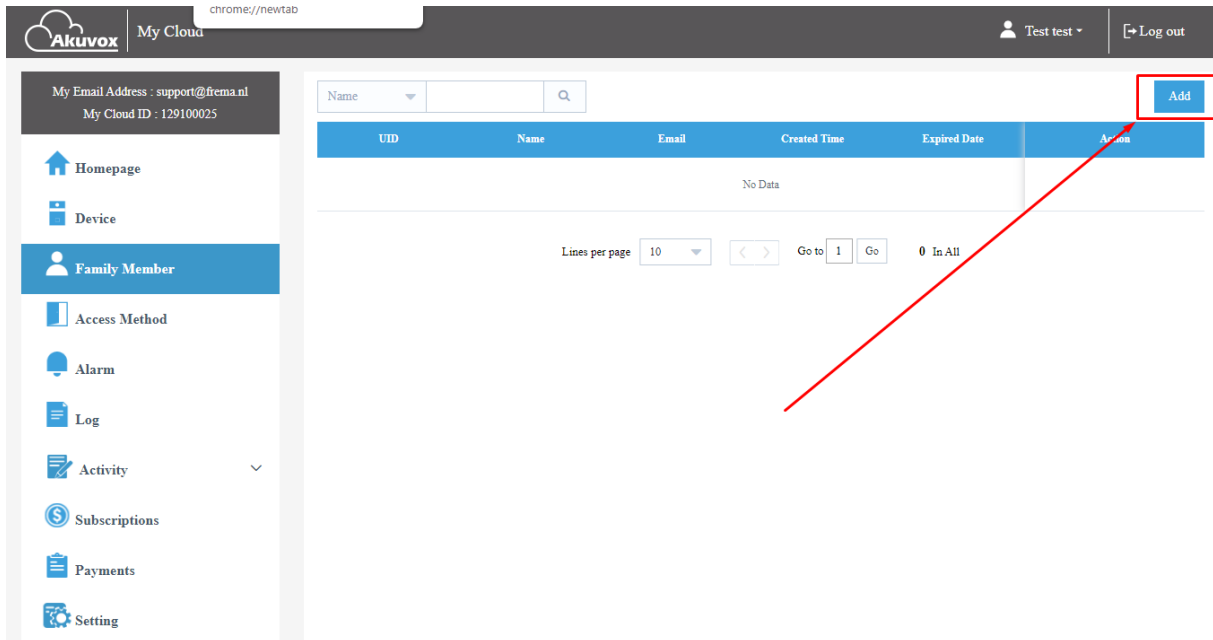 chrome://newtab
Akuvox My Cloud Test test Log out
My Email Address : support@frema.nl
My Cloud ID : 129100025
Name Add
UID Name Email Created Time Expired Date Action
No Data
Lines per page 10 Go to 1 Go 0 In All
Homepage
Device
Family Member
Access Method
Alarm
Log
Activity
Subscriptions
Payments
Setting